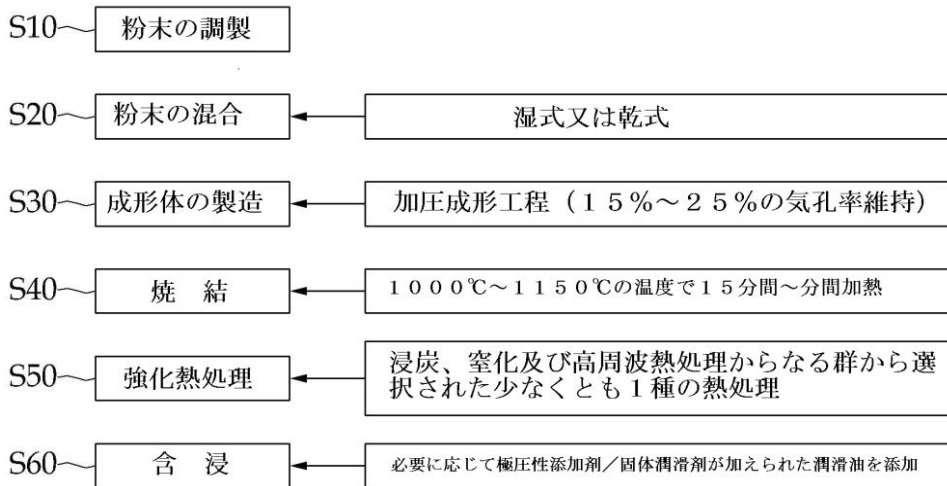 S10 粉末の調製
S20 粉末の混合 湿式又は乾式
S30 成形体の製造 加圧成形工程（１５％～２５％の気孔率維持）
S40 焼　結 １０００℃～１１５０℃の温度で１５分間～分間加熱
S50 強化熱処理 浸炭、窒化及び高周波熱処理からなる群から選
択された少なくとも１種の熱処理
S60 含　浸 必要に応じて極圧性添加剤／固体潤滑剤が加えられた潤滑油を添加